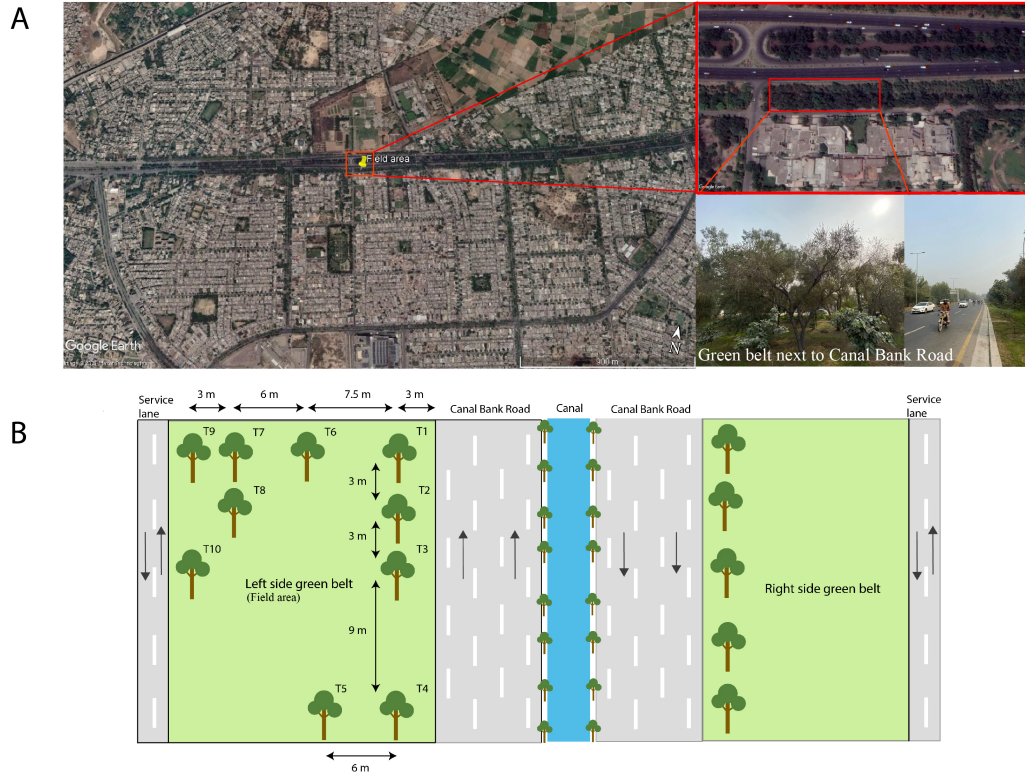 A
Field area
Google Earth
N
Google Earth
Green belt next to Canal Bank Road
B
3 m
6 m
7.5 m
3 m
Service
lane
Canal Bank Road
Canal
Canal Bank Road
Service
lane
T9
T7
T6
T1
3 m
T8
T2
3 m
T10
T3
Left side green belt
(Field area)
Right side green belt
9 m
T5
T4
6 m